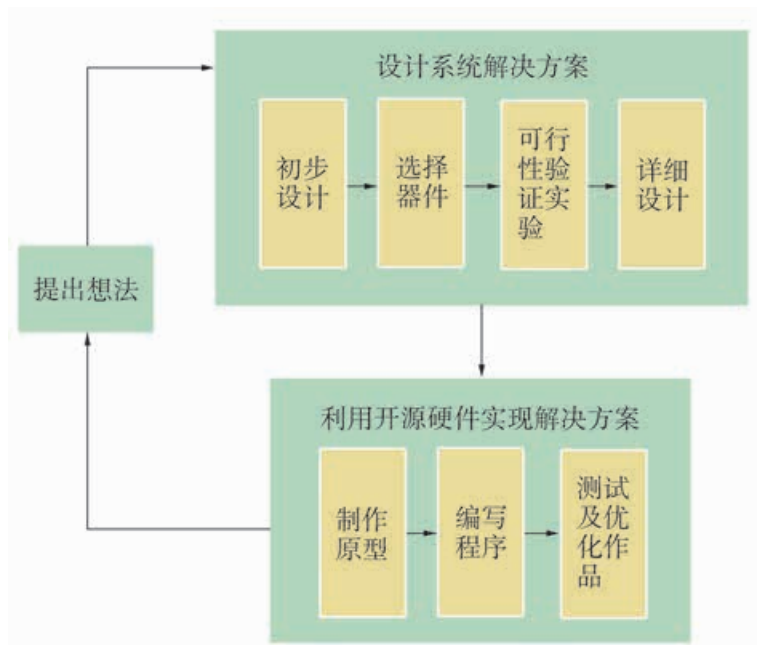 设计系统解决方案
初步
设计
选择
器件
可行
性验
证实
验
详细
设计
提出想法
利用开源硬件实现解决方案
制作
原型
编写
程序
测试
及优
化作
品